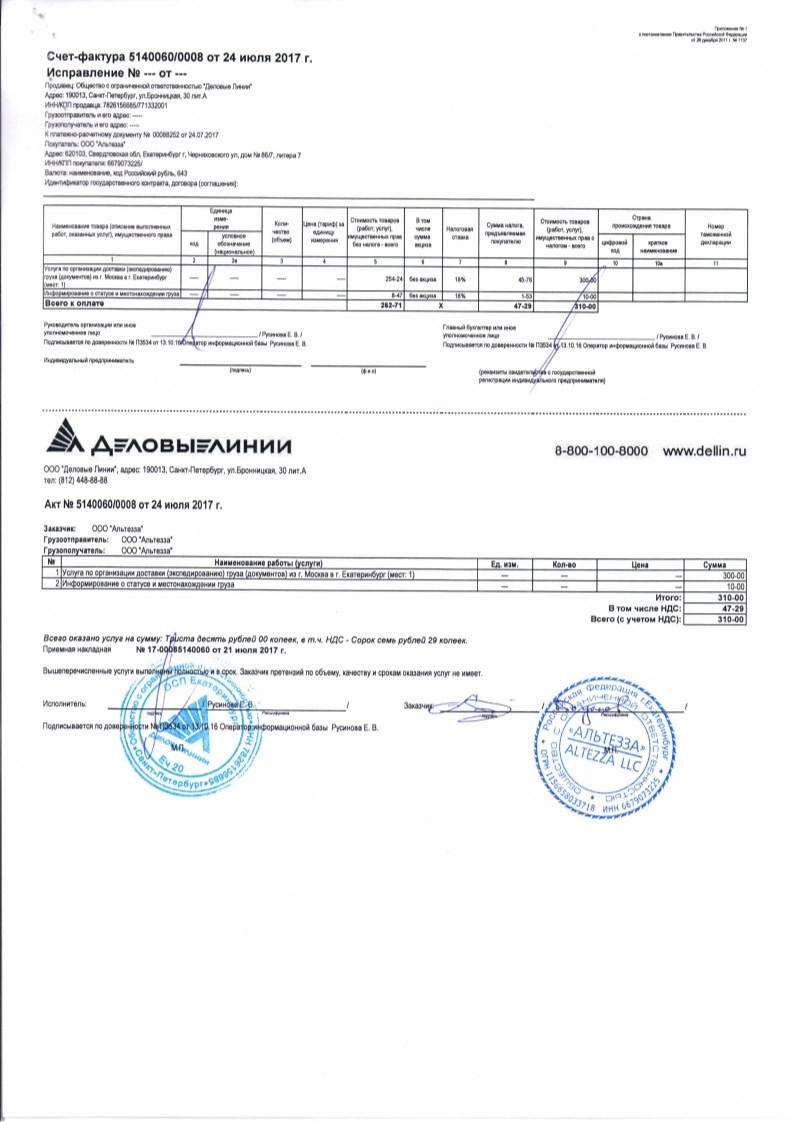 Приложение № 1
к постановлению Правительства Российской Федерации
от 26 декабря 2011 г. № 1137
Счет-фактура 5140060/0008 от 24 июля 2017 г.
Исправление № --- от ---
Продавец: Общество с ограниченной ответственностью "Деловые Линии"
Адрес: 190013, Санкт-Петербург, ул.Бронницкая, 30 лит.А
ИНН/КПП продавца: 7826156685/771332001
Грузоотправитель и его адрес: -----
Грузополучатель и его адрес: -----
К платежно-расчетному документу № 00088252 от 24.07.2017
Покупатель: ООО "Альтезза"
Адрес: 620103, Свердловская обл, Екатеринбург г, Черняховского ул, дом № 86/7, литера 7
ИНН/КПП покупателя: 6679073225/
Валюта: наименование, код Российский рубль, 643
Идентификатор государственного контракта, договора (соглашения):
Наименование товара (описание выполненных работ, оказанных услуг), имущественного права
Единица измерения
код
условное обозначение (национальное)
Количество (объем)
Цена (тариф) за единицу измерения
Стоимость товаров (работ, услуг), имущественных прав без налога - всего
В том числе сумма акциза
Налоговая ставка
Сумма налога, предъявляемая покупателю
Стоимость товаров (работ, услуг), имущественных прав с налогом - всего
Страна происхождения товара
цифровой код
краткое наименование
Номер таможенной декларации
1 2 2а 3 4 5 6 7 8 9 10 10а 11
Услуга по организации доставки (экспедированию) груза (документов) из г. Москва в г. Екатеринбург (мест: 1) — — — — 254-24 без акциза 18% 45-76 300-00
Информирование о статусе и местонахождении груза — — — — 8-47 без акциза 18% 1-53 10-00
Всего к оплате 262-71 X 47-29 310-00
Руководитель организации или иное
уполномоченное лицо / Русинова Е. В. /
Подписывается по доверенности № П3534 от 13.10.16 Оператор информационной базы Русинова Е. В.
Главный бухгалтер или иное
уполномоченное лицо / Русинова Е. В. /
Подписывается по доверенности № П3534 от 13.10.16 Оператор информационной базы Русинова Е. В.
Индивидуальный предприниматель
(подпись) (ф и о)
(реквизиты свидетельства о государственной
регистрации индивидуального предпринимателя)
ДЕЛОВЫЕ ЛИНИИ
8-800-100-8000 www.dellin.ru
ООО "Деловые Линии", адрес: 190013, Санкт-Петербург, ул.Бронницкая, 30 лит.А
тел: (812) 448-88-88
Акт № 5140060/0008 от 24 июля 2017 г.
Заказчик: ООО "Альтезза"
Грузоотправитель: ООО "Альтезза"
Грузополучатель: ООО "Альтезза"
№ Наименование работы (услуги) Ед. изм. Кол-во Цена Сумма
1 Услуга по организации доставки (экспедированию) груза (документов) из г. Москва в г. Екатеринбург (мест: 1) — — — 300-00
2 Информирование о статусе и местонахождении груза — — — 10-00
Итого: 310-00
В том числе НДС: 47-29
Всего (с учетом НДС): 310-00
Всего оказано услуг на сумму: Триста десять рублей 00 копеек, в т.ч. НДС - Сорок семь рублей 29 копеек.
Приемная накладная № 17-00085140060 от 21 июля 2017 г.
Вышеперечисленные услуги выполнены полностью и в срок. Заказчик претензий по объему, качеству и срокам оказания услуг не имеет.
Исполнитель: / Русинова Е. В. /
Заказчик: / /
подпись Расшифровка
подпись Расшифровка
Подписывается по доверенности № П3534 от 13.10.16 Оператор информационной базы Русинова Е. В.
М.П.
М.П.
Общество с ограниченной ответственностью ИНН 7826156685 Санкт-Петербург
ОСП Екатеринбург
ДЕЛОВЫЕ ЛИНИИ
Еч 20
Российская Федерация г.Екатеринбург
ОБЩЕСТВО С ОГРАНИЧЕННОЙ ОТВЕТСТВЕННОСТЬЮ
«АЛЬТЕЗЗА»
ALTEZZA LLC
ОГРН 1156658033718 ИНН 6679073225